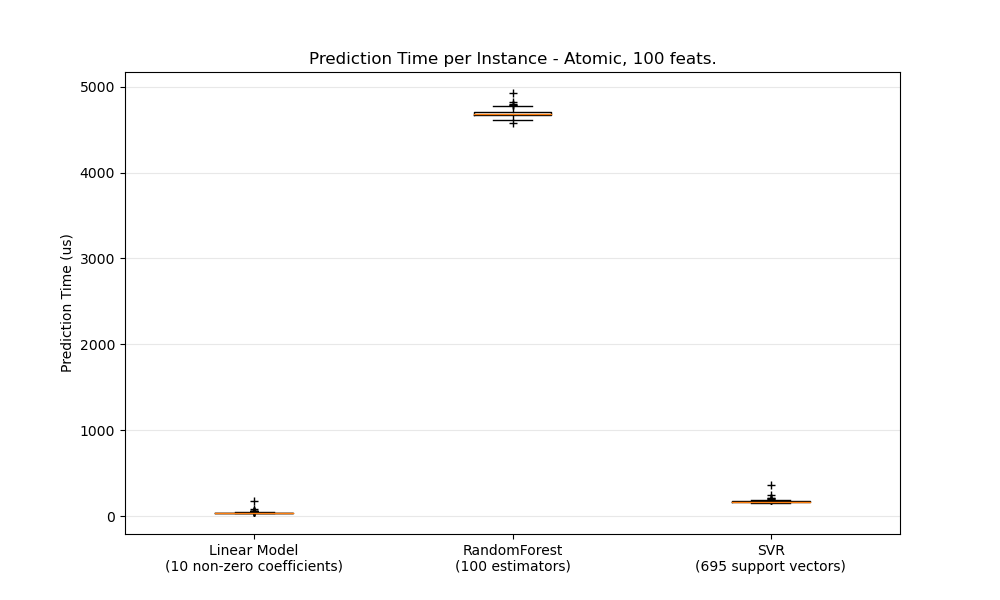 Prediction Time per Instance - Atomic, 100 feats.
Prediction Time (us)
5000
4000
3000
2000
1000
0
Linear Model
(10 non-zero coefficients)
RandomForest
(100 estimators)
SVR
(695 support vectors)